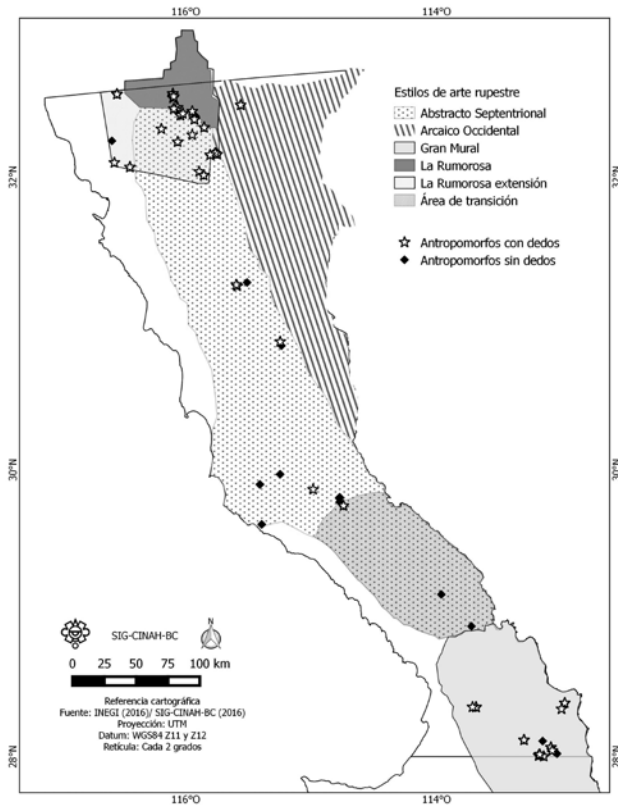 116°O 114°O
Estilos de arte rupestre
Abstracto Septentrional
Arcaico Occidental
Gran Mural
La Rumorosa
La Rumorosa extensión
Área de transición
Antropomorfos con dedos
Antropomorfos sin dedos
32°N 32°N
30°N 30°N
28°N 28°N
SIG-CINAH-BC N
0 25 50 75 100 km
Referencia cartográfica
Fuente: INEGI (2016)/ SIG-CINAH-BC (2016)
Proyección: UTM
Datum: WGS84 Z11 y Z12
Retícula: Cada 2 grados
116°O 114°O